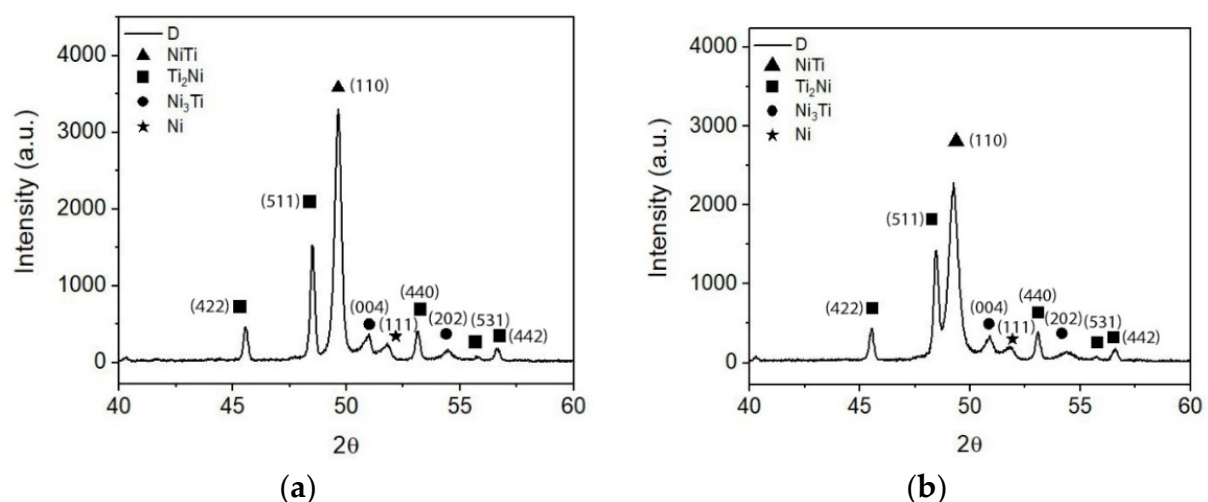 D
NiTi
Ti₂Ni
Ni₃Ti
Ni
(110)
(511)
(422)
(004)
(111)
(440)
(202)
(531)
(442)
4000
3000
2000
1000
0
Intensity (a.u.)
40 45 50 55 60
2θ
(a)
D
NiTi
Ti₂Ni
Ni₃Ti
Ni
(110)
(511)
(422)
(004)
(111)
(440)
(202)
(531)
(442)
4000
3000
2000
1000
0
Intensity (a.u.)
40 45 50 55 60
2θ
(b)